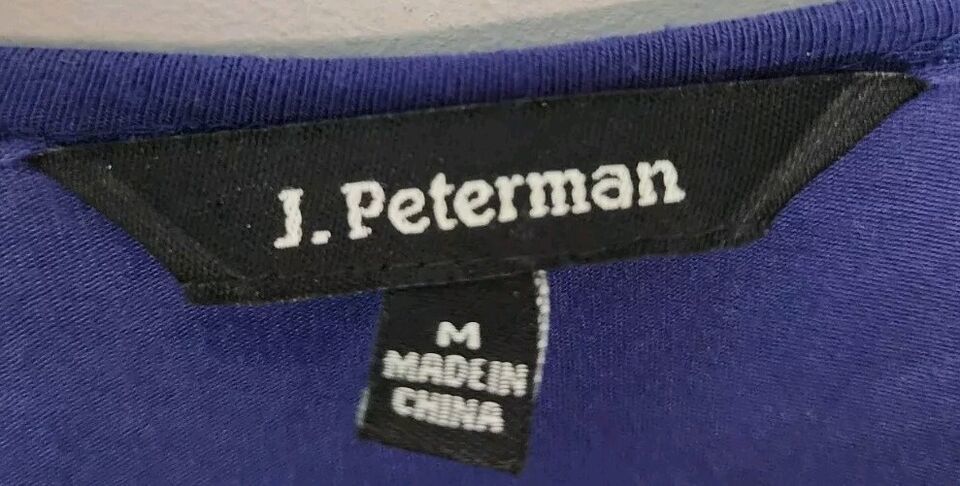 J. Peterman
M
MADE IN
CHINA